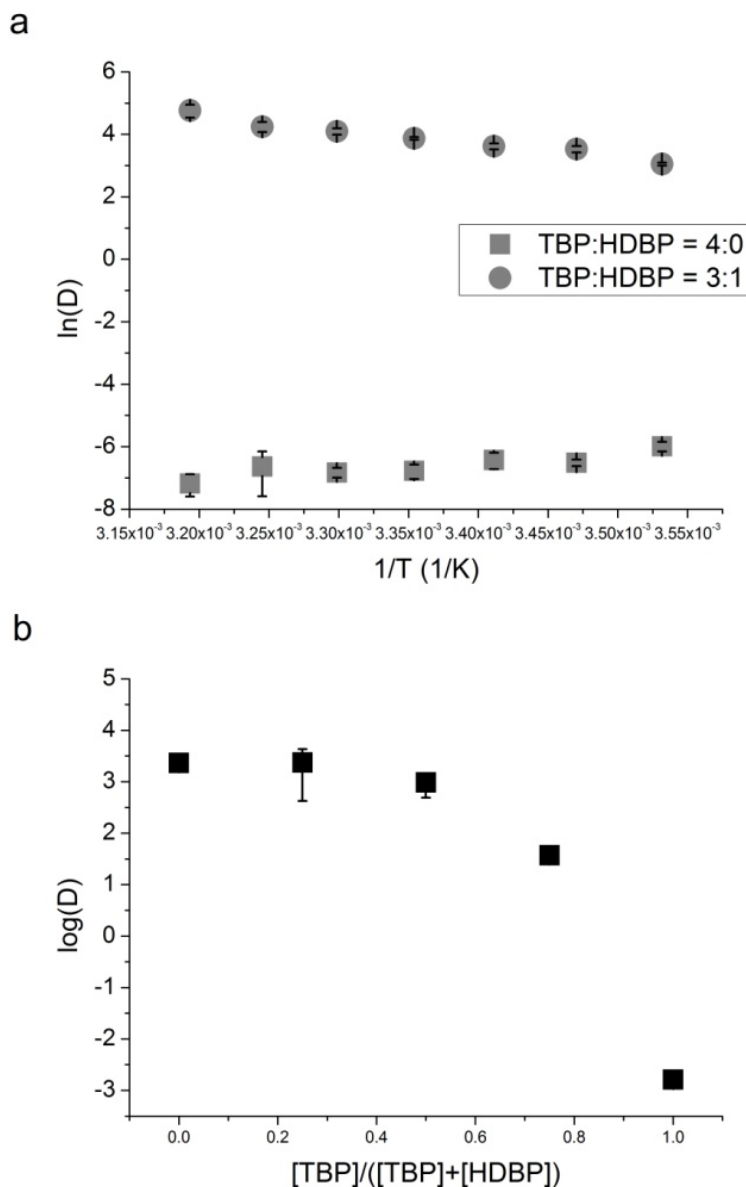 a
6
4
2
0
-2
-4
-6
-8
ln(D)
TBP:HDBP = 4:0
TBP:HDBP = 3:1
3.15x10⁻³ 3.20x10⁻³ 3.25x10⁻³ 3.30x10⁻³ 3.35x10⁻³ 3.40x10⁻³ 3.45x10⁻³ 3.50x10⁻³ 3.55x10⁻³
1/T (1/K)
b
5
4
3
2
1
0
-1
-2
-3
log(D)
0.0 0.2 0.4 0.6 0.8 1.0
[TBP]/([TBP]+[HDBP])